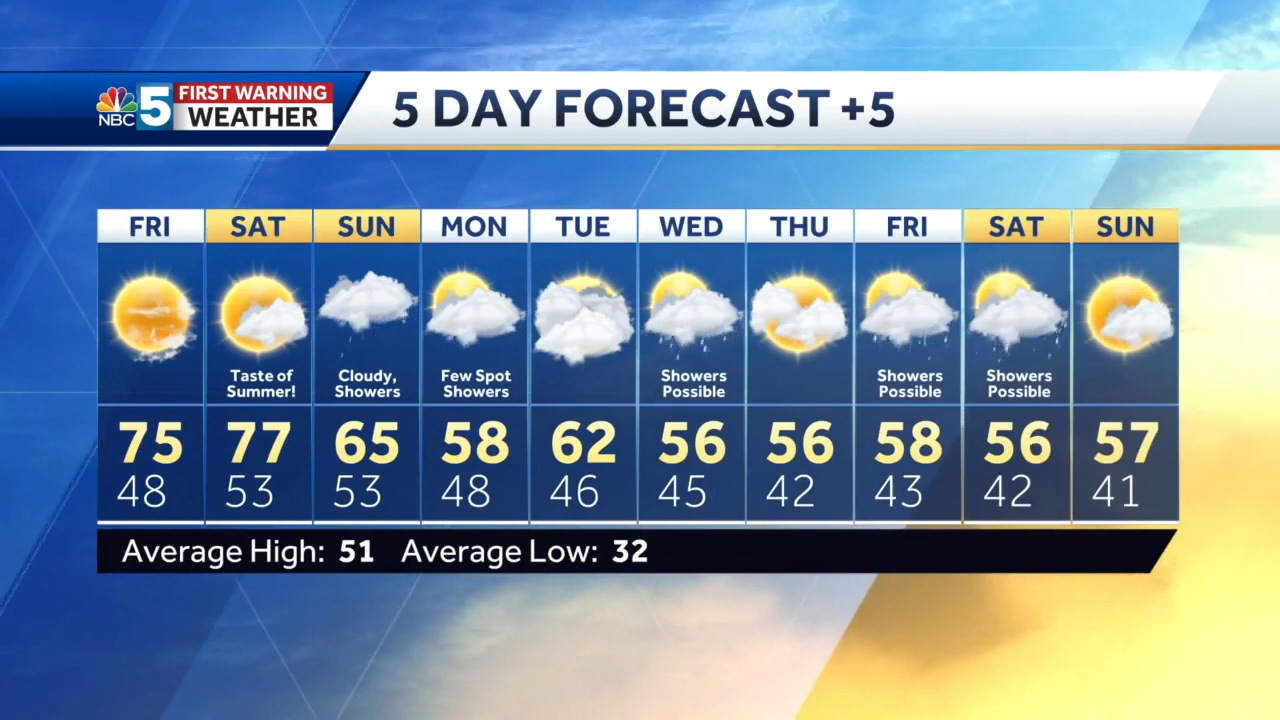 NBC 5 FIRST WARNING WEATHER
5 DAY FORECAST +5
FRI SAT SUN MON TUE WED THU FRI SAT SUN
Taste of Summer!
Cloudy, Showers
Few Spot Showers
Showers Possible
Showers Possible
Showers Possible
75 77 65 58 62 56 56 58 56 57
48 53 53 48 46 45 42 43 42 41
Average High: 51 Average Low: 32